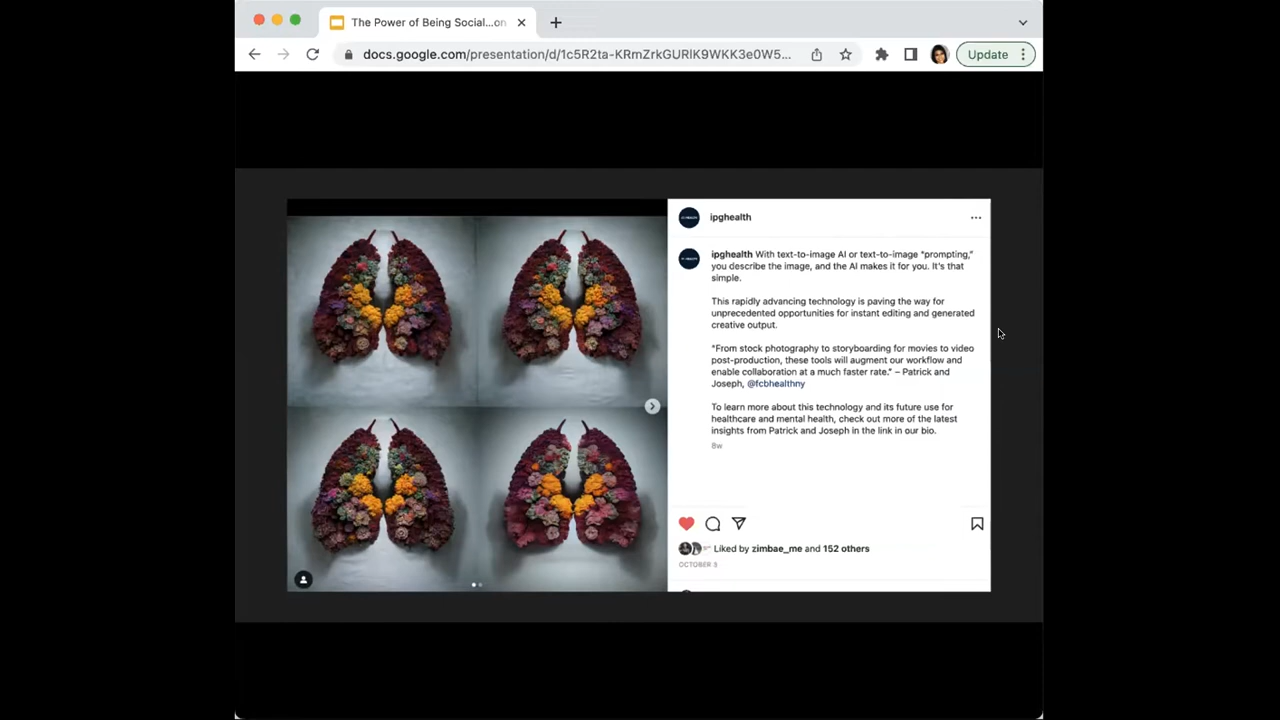 The Power of Being Social...on
docs.google.com/presentation/d/1c5R2ta-KRmZrkGURlK9WKK3e0W5...
Update
ipghealth
ipghealth With text-to-image AI or text-to-image "prompting,"
you describe the image, and the AI makes it for you. It's that
simple.
This rapidly advancing technology is paving the way for
unprecedented opportunities for instant editing and generated
creative output.
"From stock photography to storyboarding for movies to video
post-production, these tools will augment our workflow and
enable collaboration at a much faster rate." – Patrick and
Joseph, @fcbhealthny
To learn more about this technology and its future use for
healthcare and mental health, check out more of the latest
insights from Patrick and Joseph in the link in our bio.
8w
Liked by zimbae_me and 152 others
OCTOBER 3